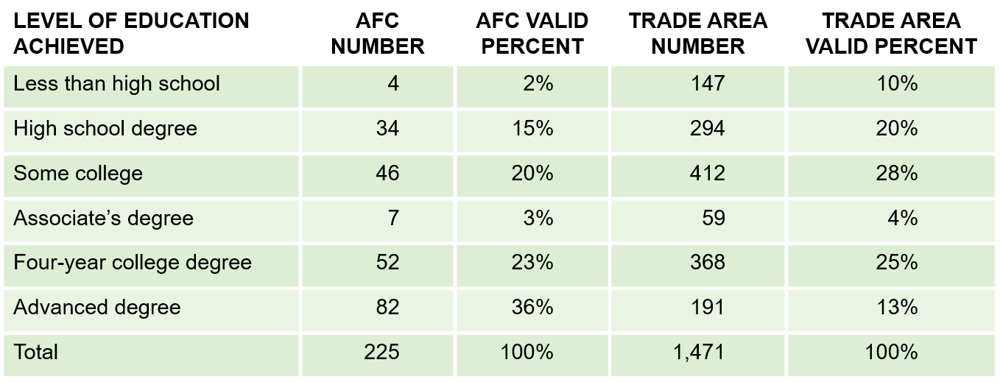 LEVEL OF EDUCATION ACHIEVED AFC NUMBER AFC VALID PERCENT TRADE AREA NUMBER TRADE AREA VALID PERCENT
Less than high school 4 2% 147 10%
High school degree 34 15% 294 20%
Some college 46 20% 412 28%
Associate’s degree 7 3% 59 4%
Four-year college degree 52 23% 368 25%
Advanced degree 82 36% 191 13%
Total 225 100% 1,471 100%